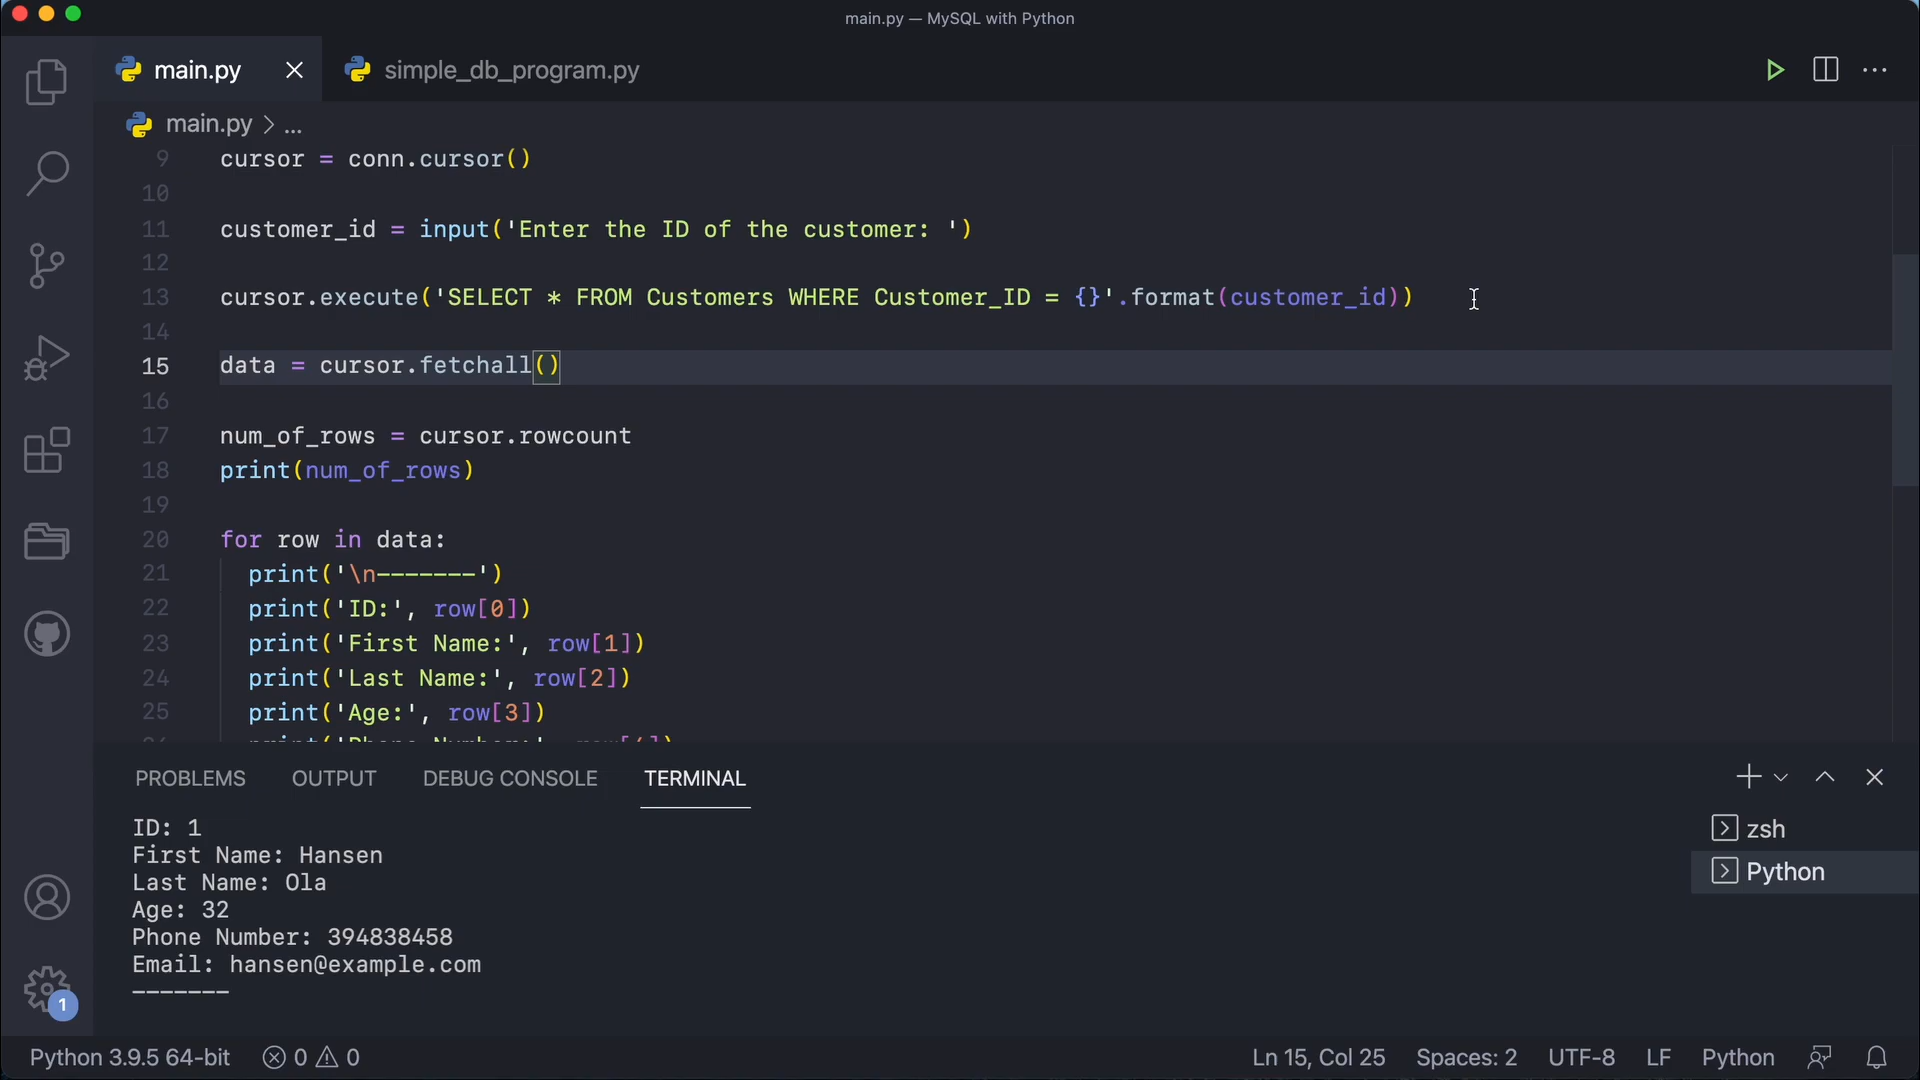 main.py — MySQL with Python
main.py
simple_db_program.py
main.py > ...
9 cursor = conn.cursor()
10
11 customer_id = input('Enter the ID of the customer: ')
12
13 cursor.execute('SELECT * FROM Customers WHERE Customer_ID = {}'.format(customer_id))
14
15 data = cursor.fetchall()
16
17 num_of_rows = cursor.rowcount
18 print(num_of_rows)
19
20 for row in data:
21 print('\n-------')
22 print('ID:', row[0])
23 print('First Name:', row[1])
24 print('Last Name:', row[2])
25 print('Age:', row[3])
PROBLEMS OUTPUT DEBUG CONSOLE TERMINAL
ID: 1
First Name: Hansen
Last Name: Ola
Age: 32
Phone Number: 394838458
Email: hansen@example.com
-------
zsh
Python
1
Python 3.9.5 64-bit 0 0 Ln 15, Col 25 Spaces: 2 UTF-8 LF Python